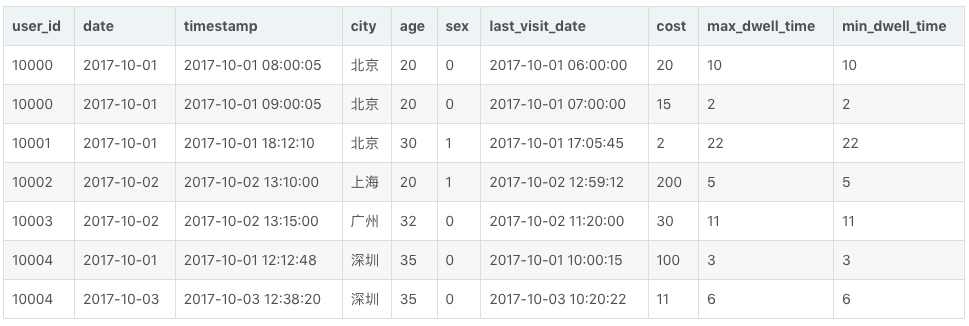 user_id date timestamp city age sex last_visit_date cost max_dwell_time min_dwell_time
10000 2017-10-01 2017-10-01 08:00:05 北京 20 0 2017-10-01 06:00:00 20 10 10
10000 2017-10-01 2017-10-01 09:00:05 北京 20 0 2017-10-01 07:00:00 15 2 2
10001 2017-10-01 2017-10-01 18:12:10 北京 30 1 2017-10-01 17:05:45 2 22 22
10002 2017-10-02 2017-10-02 13:10:00 上海 20 1 2017-10-02 12:59:12 200 5 5
10003 2017-10-02 2017-10-02 13:15:00 广州 32 0 2017-10-02 11:20:00 30 11 11
10004 2017-10-01 2017-10-01 12:12:48 深圳 35 0 2017-10-01 10:00:15 100 3 3
10004 2017-10-03 2017-10-03 12:38:20 深圳 35 0 2017-10-03 10:20:22 11 6 6